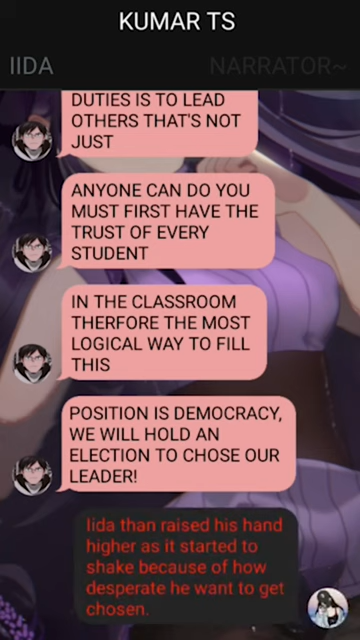 KUMAR TS
IIDA
NARRATOR~
DUTIES IS TO LEAD
OTHERS THAT'S NOT
JUST
ANYONE CAN DO YOU
MUST FIRST HAVE THE
TRUST OF EVERY
STUDENT
IN THE CLASSROOM
THERFORE THE MOST
LOGICAL WAY TO FILL
THIS
POSITION IS DEMOCRACY,
WE WILL HOLD AN
ELECTION TO CHOSE OUR
LEADER!
Iida than raised his hand
higher as it started to
shake because of how
desperate he want to get
chosen.